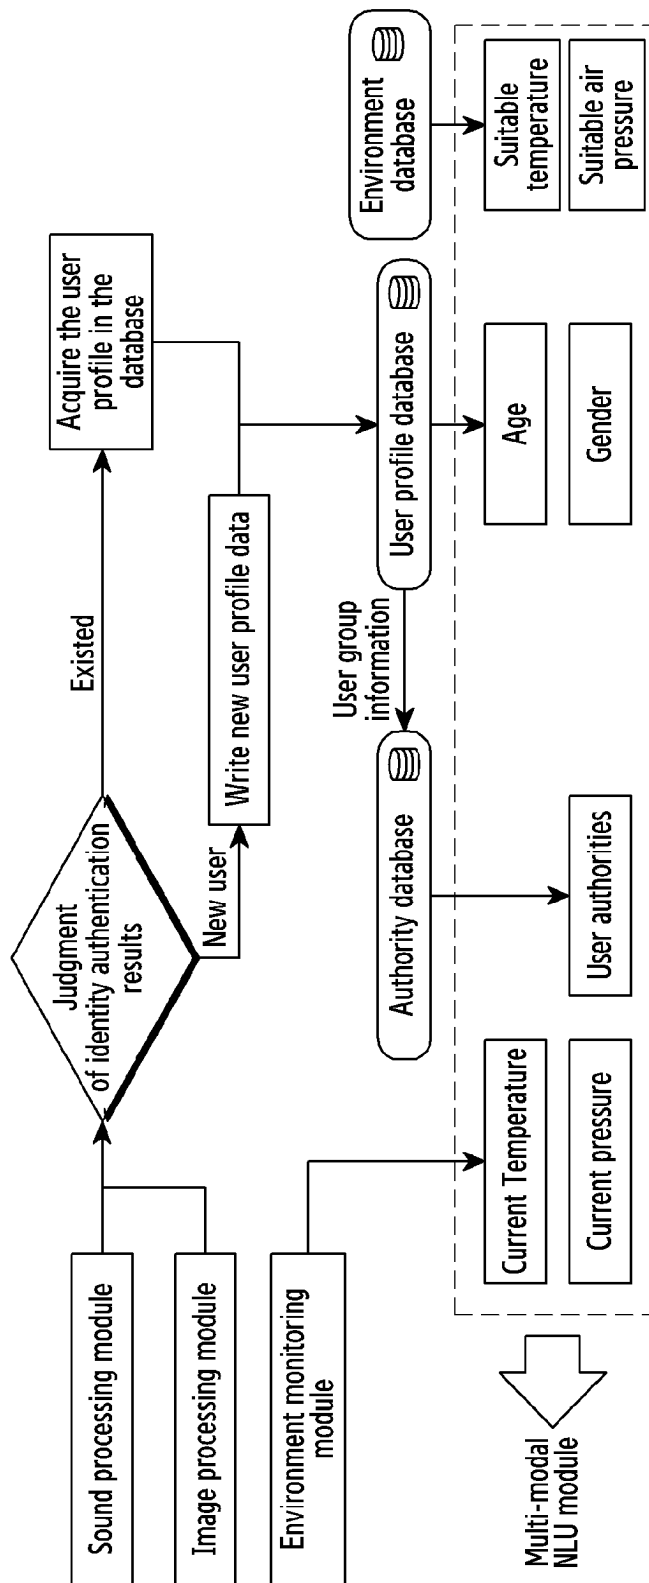 Sound processing module
Image processing module
Environment monitoring
module
Judgment
of identity authentication
results
Existed
New user
Acquire the user
profile in the
database
Write new user profile data
User group
information
Authority database
User profile database
Environment
database
Current Temperature
Current pressure
User authorities
Age
Gender
Suitable
temperature
Suitable air
pressure
Multi-modal
NLU module